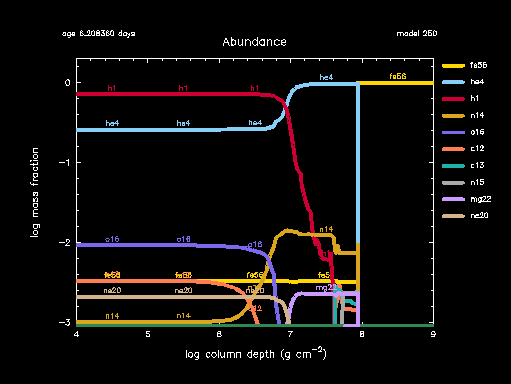 age 6.208360 days
model 250
Abundance
fe56
he4
h1
n14
o16
c12
c13
n15
mg22
ne20
he4
fe56
h1 h1 h1
he4 he4 he4
n14
o16 o16 o16
fe56 fe56 fe56
ne20 ne20
mg22
n14 n14
0
−1
−2
−3
4 5 6 7 8 9
log mass fraction
log column depth (g cm−2)